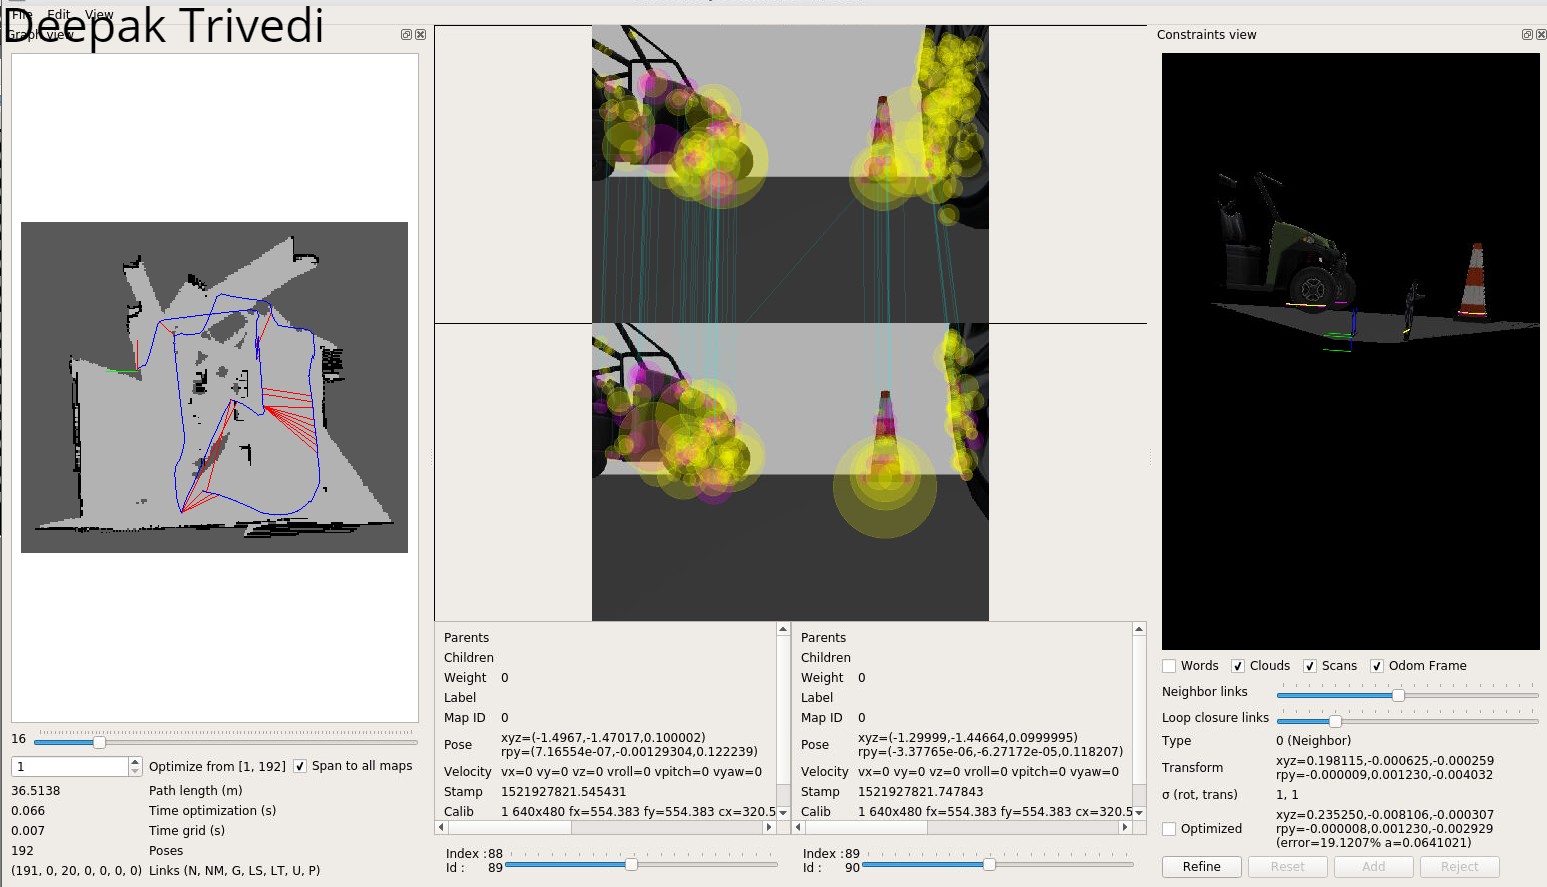 File Edit View
Deepak Trivedi
Graph view
Constraints view
16
1
Optimize from [1, 192]
Span to all maps
36.5138 Path length (m)
0.066 Time optimization (s)
0.007 Time grid (s)
192 Poses
(191, 0, 20, 0, 0, 0, 0) Links (N, NM, G, LS, LT, U, P)
Parents
Children
Weight 0
Label
Map ID 0
Pose xyz=(-1.4967,-1.47017,0.100002)
rpy=(7.16554e-07,-0.00129304,0.122239)
Velocity vx=0 vy=0 vz=0 vroll=0 vpitch=0 vyaw=0
Stamp 1521927821.545431
Calib 1 640x480 fx=554.383 fy=554.383 cx=320.5
Index : 88
Id : 89
Parents
Children
Weight 0
Label
Map ID 0
Pose xyz=(-1.29999,-1.44664,0.0999995)
rpy=(-3.37765e-06,-6.27172e-05,0.118207)
Velocity vx=0 vy=0 vz=0 vroll=0 vpitch=0 vyaw=0
Stamp 1521927821.747843
Calib 1 640x480 fx=554.383 fy=554.383 cx=320.5
Index : 89
Id : 90
Words Clouds Scans Odom Frame
Neighbor links
Loop closure links
Type 0 (Neighbor)
Transform xyz=0.198115,-0.000625,-0.000259
rpy=-0.000009,0.001230,-0.004032
σ (rot, trans) 1, 1
Optimized xyz=0.235250,-0.008106,-0.000307
rpy=-0.000008,0.001230,-0.002929
(error=19.1207% a=0.0641021)
Refine Reset Add Reject